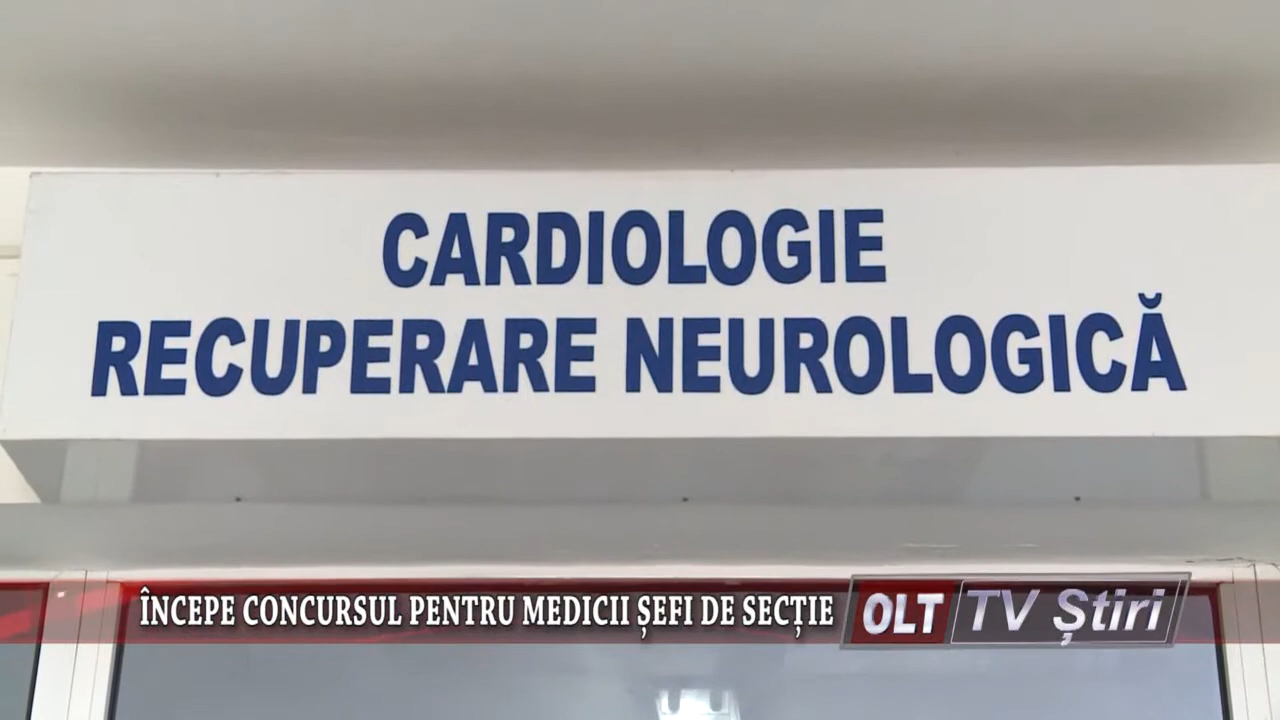 CARDIOLOGIE
RECUPERARE NEUROLOGICĂ
ÎNCEPE CONCURSUL PENTRU MEDICII ȘEFI DE SECȚIE
OLT TV Știri